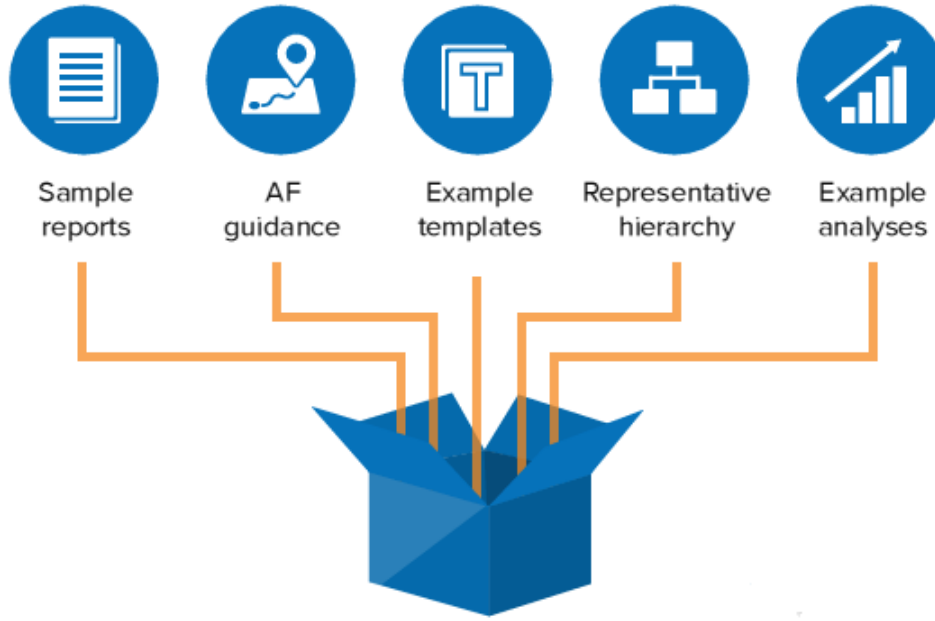 Sample
reports
AF
guidance
T
Example
templates
Representative
hierarchy
Example
analyses